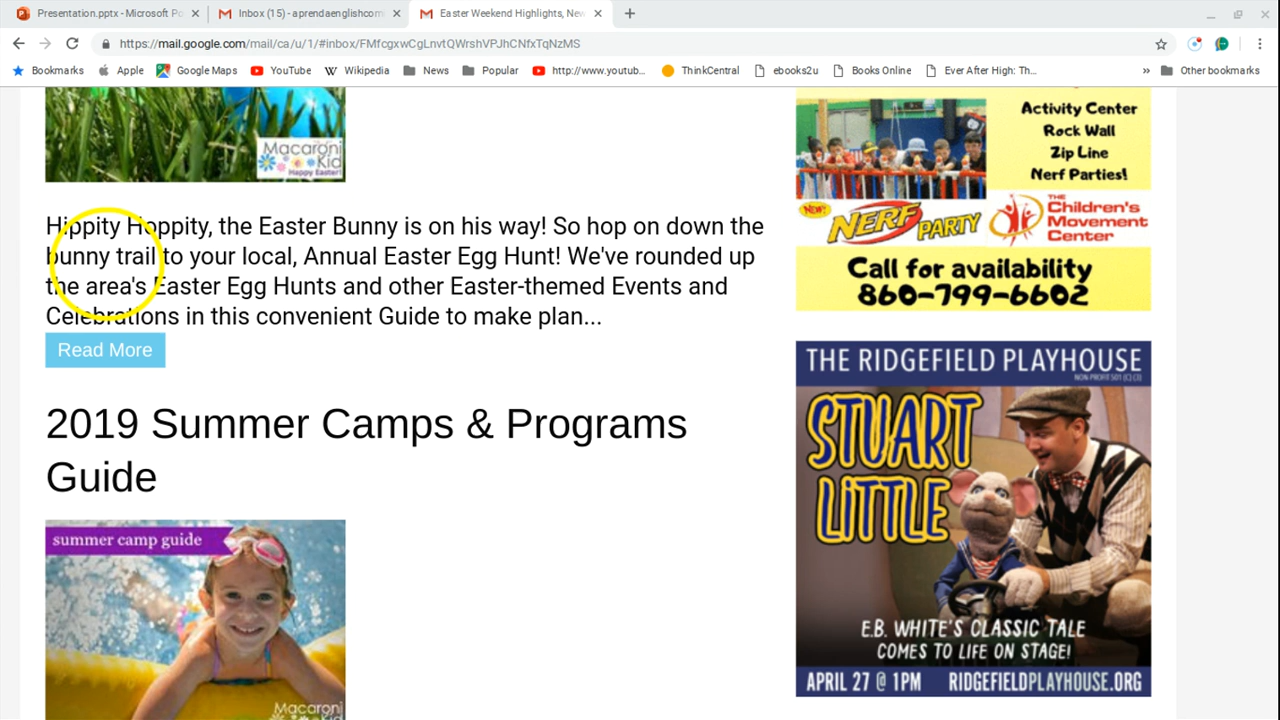 Presentation.pptx - Microsoft Po
Inbox (15) - aprendaenglishcom
Easter Weekend Highlights, New
https://mail.google.com/mail/ca/u/1/#inbox/FMfcgxwCgLnvtQWrshVPJhCNfxTqNzMS
Bookmarks
Apple
Google Maps
YouTube
Wikipedia
News
Popular
http://www.youtub...
ThinkCentral
ebooks2u
Books Online
Ever After High: Th...
»
Other bookmarks
Macaroni
Kid
Happy Easter!
Hippity Hoppity, the Easter Bunny is on his way! So hop on down the
bunny trail to your local, Annual Easter Egg Hunt! We've rounded up
the area's Easter Egg Hunts and other Easter-themed Events and
Celebrations in this convenient Guide to make plan...
Read More
2019 Summer Camps & Programs
Guide
summer camp guide
Macaroni
Activity Center
Rock Wall
Zip Line
Nerf Parties!
NEW!
NERF
PARTY
THE
Children's
Movement
Center
Call for availability
860-799-6602
THE RIDGEFIELD PLAYHOUSE
NON-PROFIT 501 (C) (3)
STUART
LITTLE
E.B. WHITE'S CLASSIC TALE
COMES TO LIFE ON STAGE!
APRIL 27 @ 1PM RIDGEFIELDPLAYHOUSE.ORG